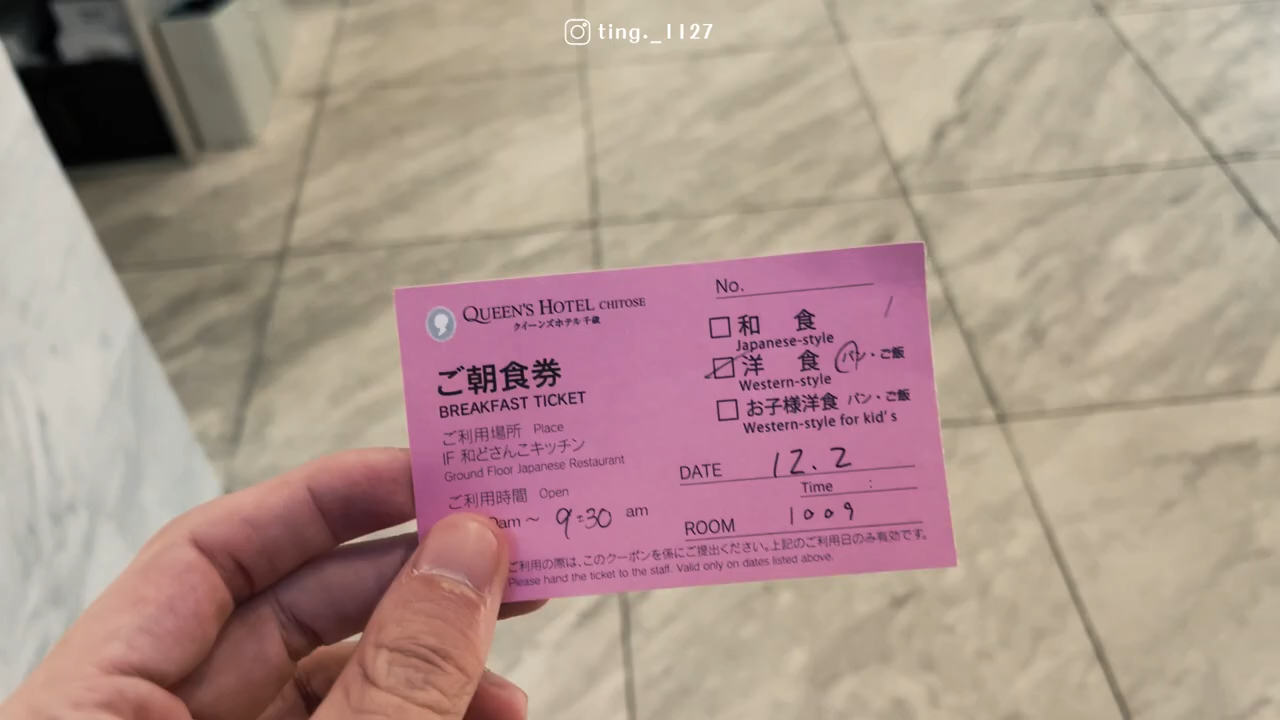 ting._1127
QUEEN'S HOTEL CHITOSE
クイーンズホテル千歳
ご朝食券
BREAKFAST TICKET
ご利用場所 Place
1F 和どさんこキッチン
Ground Floor Japanese Restaurant
ご利用時間 Open
0am ~ 9:30 am
No.
和 食
Japanese-style
洋 食 パン・ご飯
Western-style
お子様洋食 パン・ご飯
Western-style for kid's
DATE 12.2
Time :
ROOM 1009
ご利用の際は、このクーポンを係にご提出ください。上記のご利用日のみ有効です。
Please hand the ticket to the staff. Valid only on dates listed above.